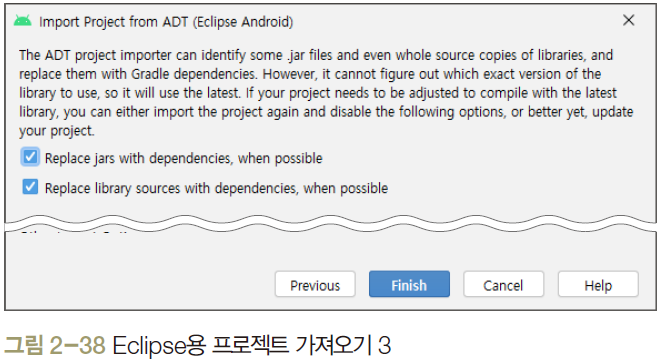 Import Project from ADT (Eclipse Android)
The ADT project importer can identify some .jar files and even whole source copies of libraries, and
replace them with Gradle dependencies. However, it cannot figure out which exact version of the
library to use, so it will use the latest. If your project needs to be adjusted to compile with the latest
library, you can either import the project again and disable the following options, or better yet, update
your project.
Replace jars with dependencies, when possible
Replace library sources with dependencies, when possible
Previous
Finish
Cancel
Help
그림 2-38 Eclipse용 프로젝트 가져오기 3